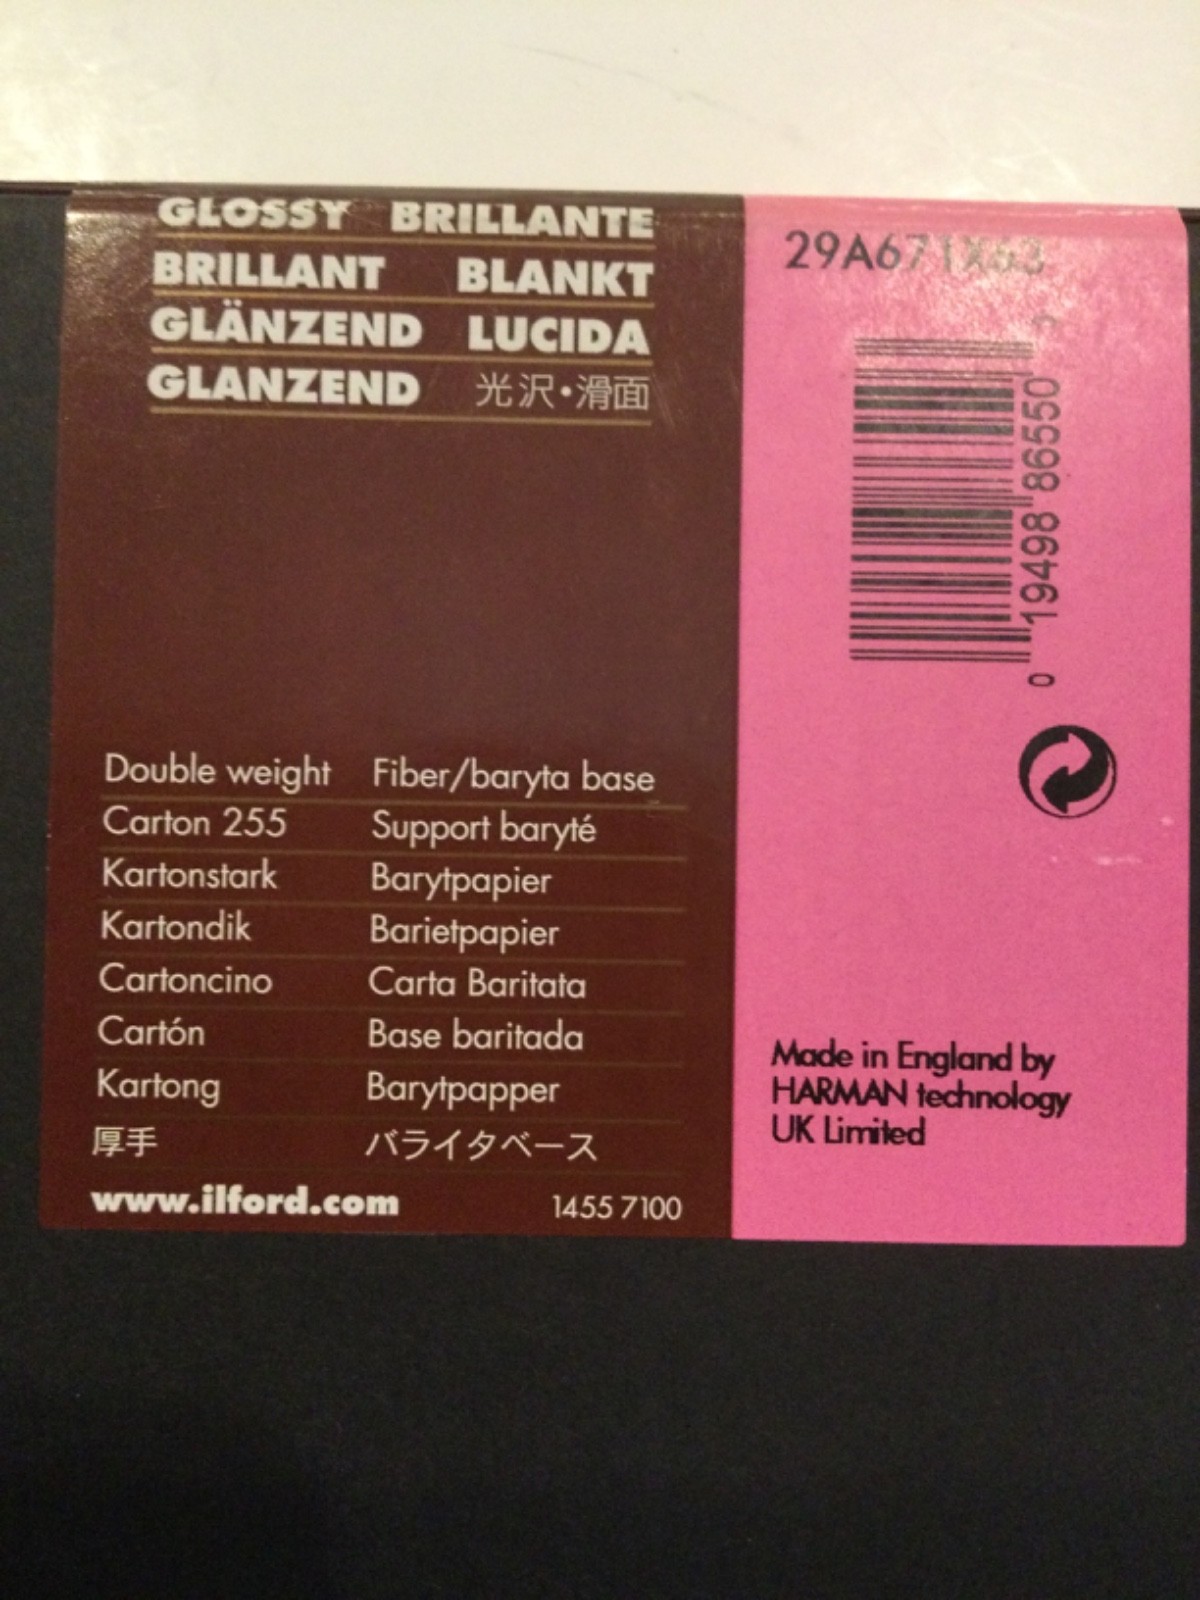 GLOSSY BRILLANTE
BRILLANT BLANKT
GLÄNZEND LUCIDA
GLANZEND 光沢・滑面
Double weight Fiber/baryta base
Carton 255 Support baryté
Kartonstark Barytpapier
Kartondik Barietpapier
Cartoncino Carta Baritata
Cartón Base baritada
Kartong Barytpapper
厚手 バライタベース
www.ilford.com 1455 7100
29A671X63
0 19498 86550
Made in England by
HARMAN technology
UK Limited